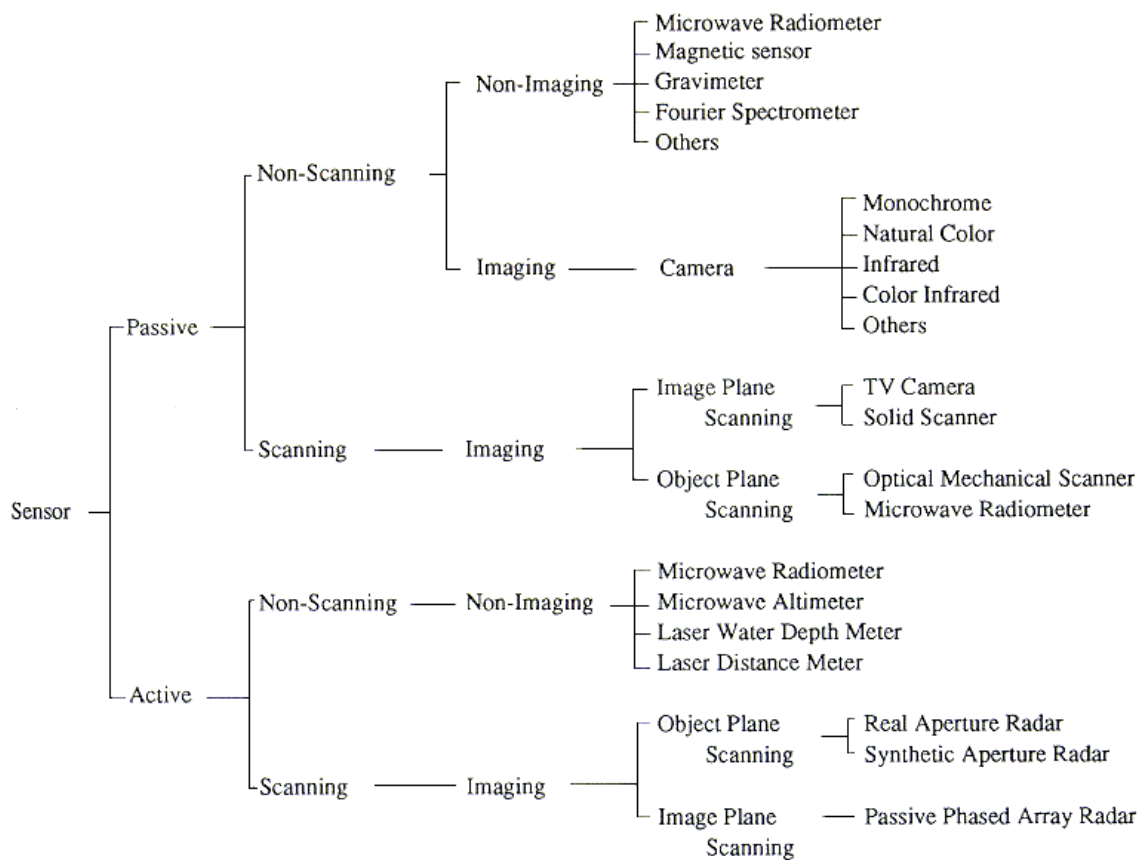 Microwave Radiometer
Magnetic sensor
Non-Imaging
Gravimeter
Fourier Spectrometer
Others
Non-Scanning
Monochrome
Natural Color
Imaging
Camera
Infrared
Color Infrared
Others
Passive
Image Plane
Scanning
TV Camera
Solid Scanner
Scanning
Imaging
Object Plane
Scanning
Optical Mechanical Scanner
Microwave Radiometer
Sensor
Microwave Radiometer
Non-Scanning
Non-Imaging
Microwave Altimeter
Laser Water Depth Meter
Laser Distance Meter
Active
Object Plane
Scanning
Real Aperture Radar
Synthetic Aperture Radar
Scanning
Imaging
Image Plane
Scanning
Passive Phased Array Radar